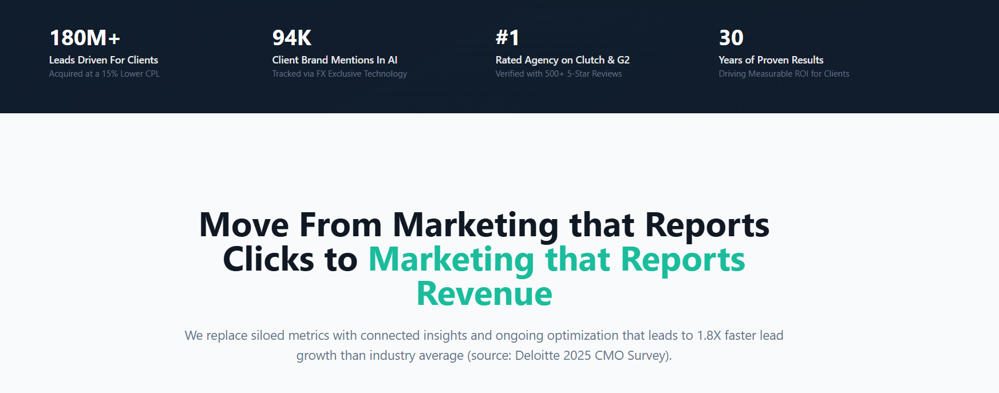 180M+
Leads Driven For Clients
Acquired at a 15% Lower CPL
94K
Client Brand Mentions In AI
Tracked via FX Exclusive Technology
#1
Rated Agency on Clutch & G2
Verified with 500+ 5-Star Reviews
30
Years of Proven Results
Driving Measurable ROI for Clients
Move From Marketing that Reports
Clicks to Marketing that Reports
Revenue
We replace siloed metrics with connected insights and ongoing optimization that leads to 1.8X faster lead
growth than industry average (source: Deloitte 2025 CMO Survey).